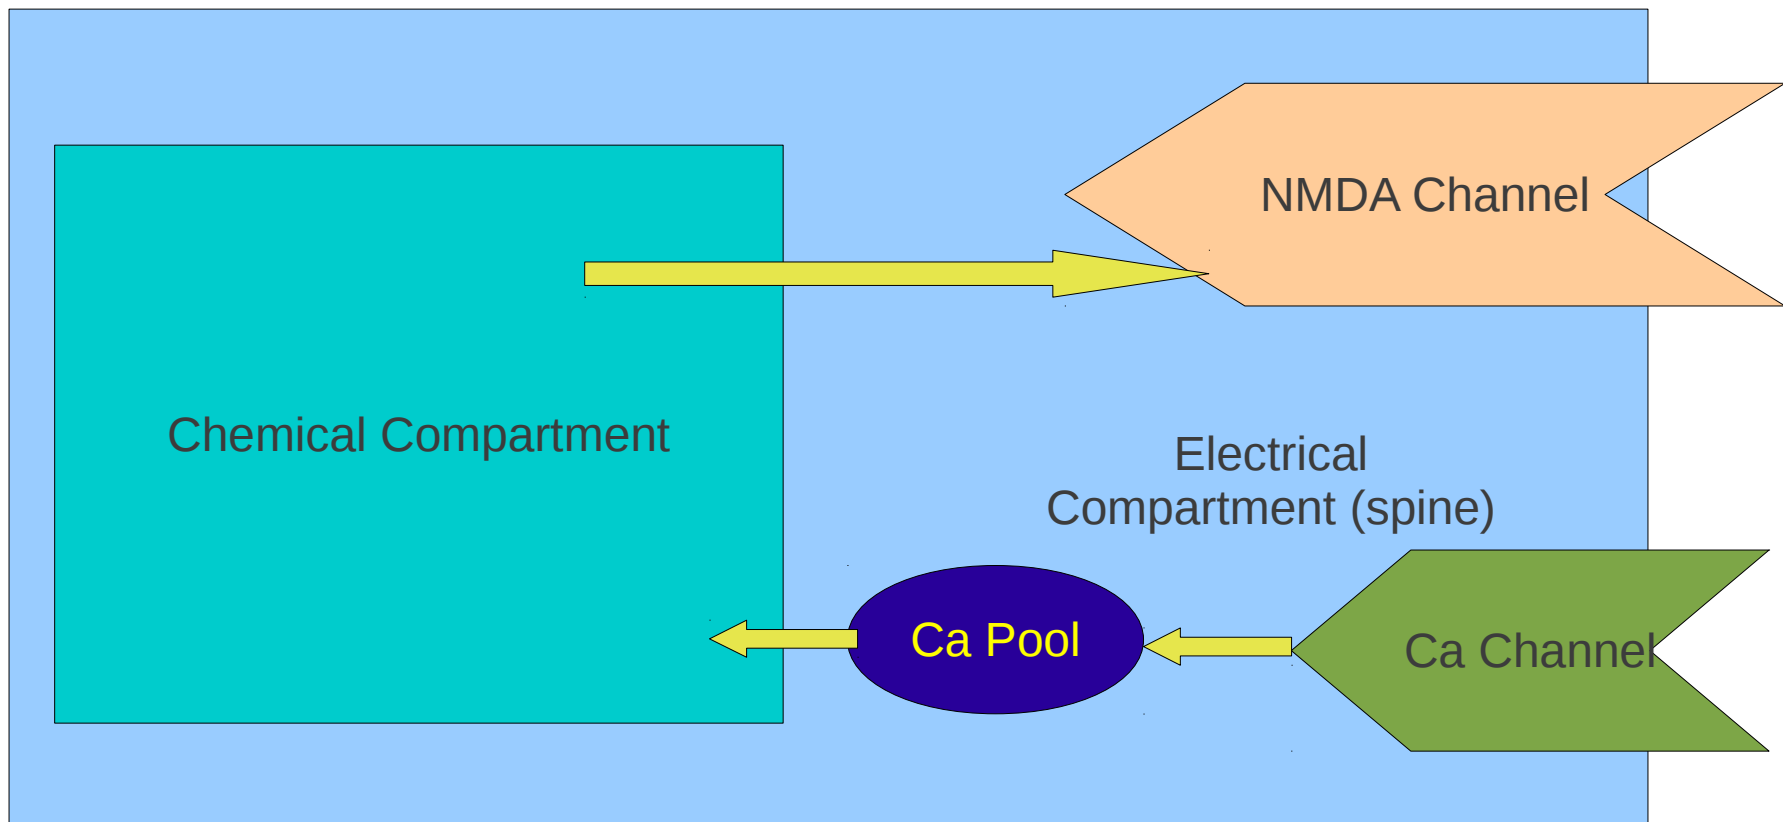 NMDA Channel
Chemical Compartment
Electrical
Compartment (spine)
Ca Pool
Ca Channel